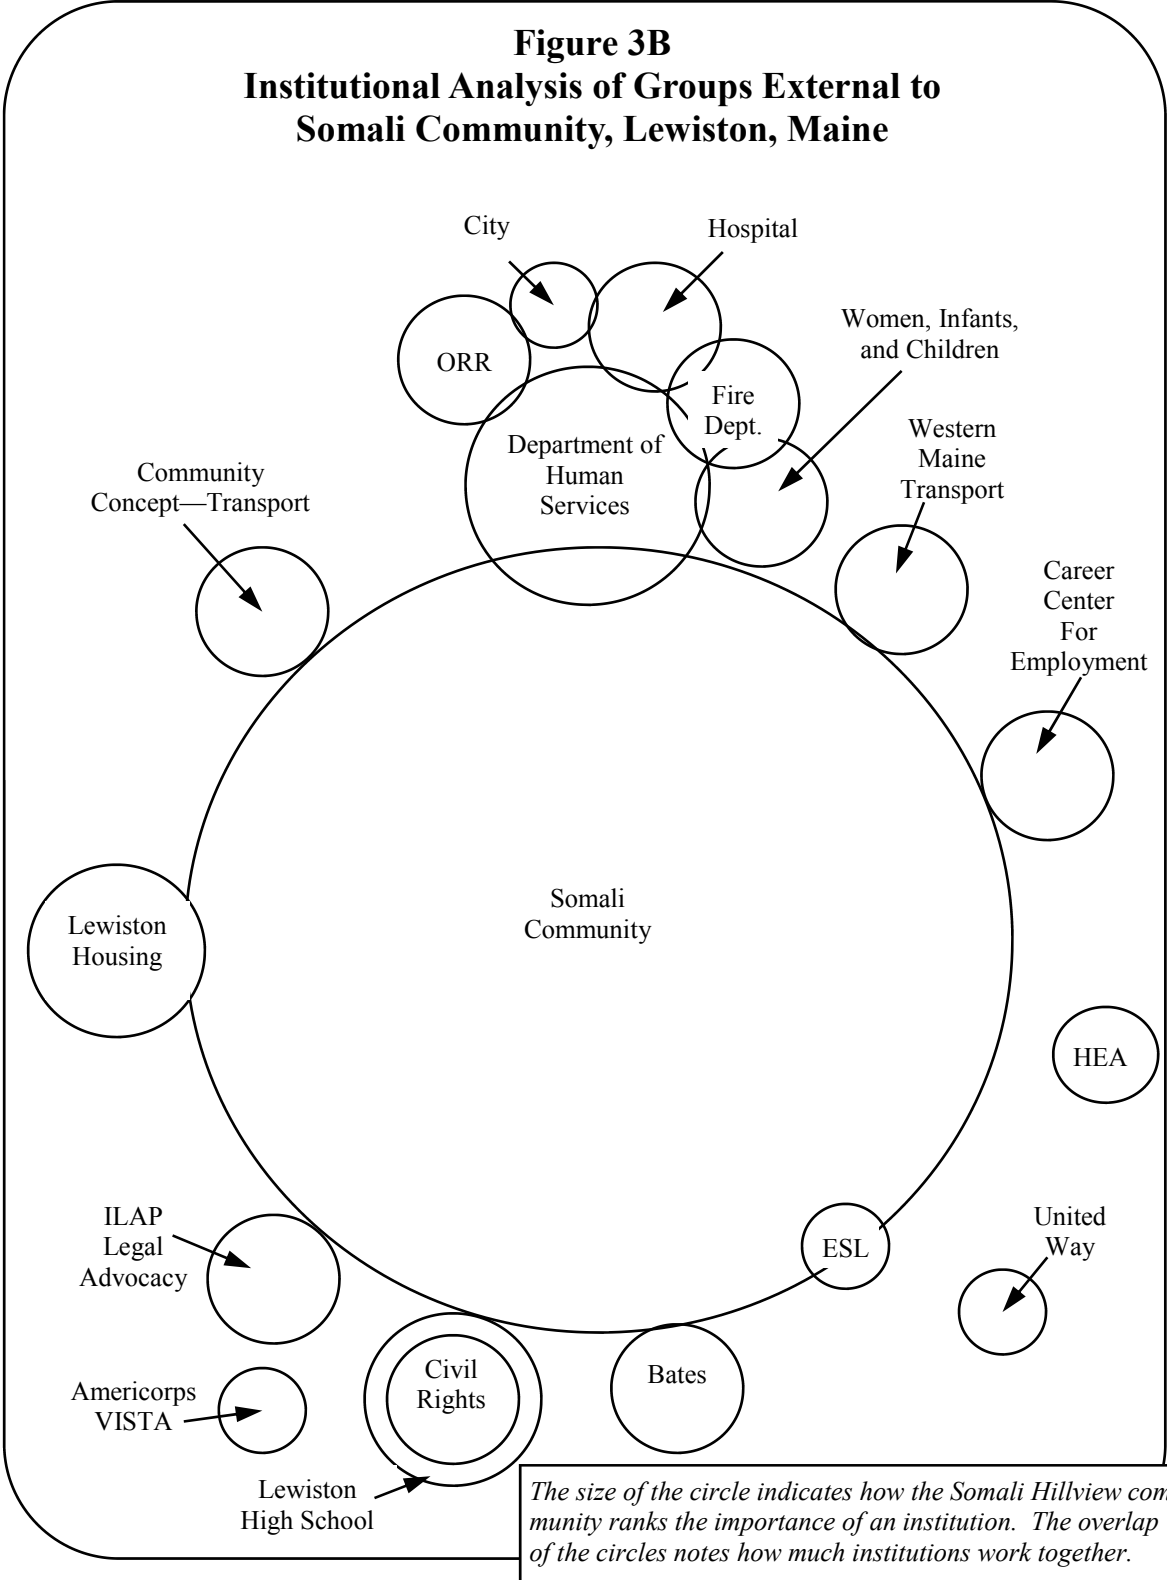 Figure 3B
Institutional Analysis of Groups External to
Somali Community, Lewiston, Maine
City
Hospital
Women, Infants,
and Children
ORR
Fire
Dept.
Western
Maine
Transport
Department of
Human
Services
Community
Concept—Transport
Career
Center
For
Employment
Somali
Community
Lewiston
Housing
HEA
ILAP
Legal
Advocacy
ESL
United
Way
Americorps
VISTA
Civil
Rights
Bates
Lewiston
High School
The size of the circle indicates how the Somali Hillview com
munity ranks the importance of an institution.  The overlap
of the circles notes how much institutions work together.